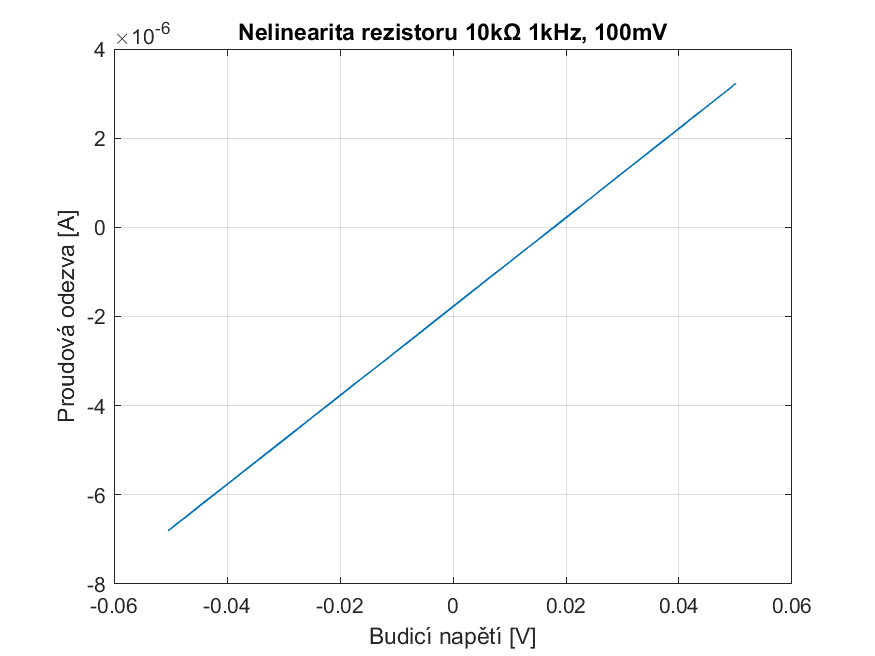 Nelinearita rezistoru 10kΩ 1kHz, 100mV
×10-6
4
2
0
-2
-4
-6
-8
-0.06 -0.04 -0.02 0 0.02 0.04 0.06
Proudová odezva [A]
Budicí napětí [V]